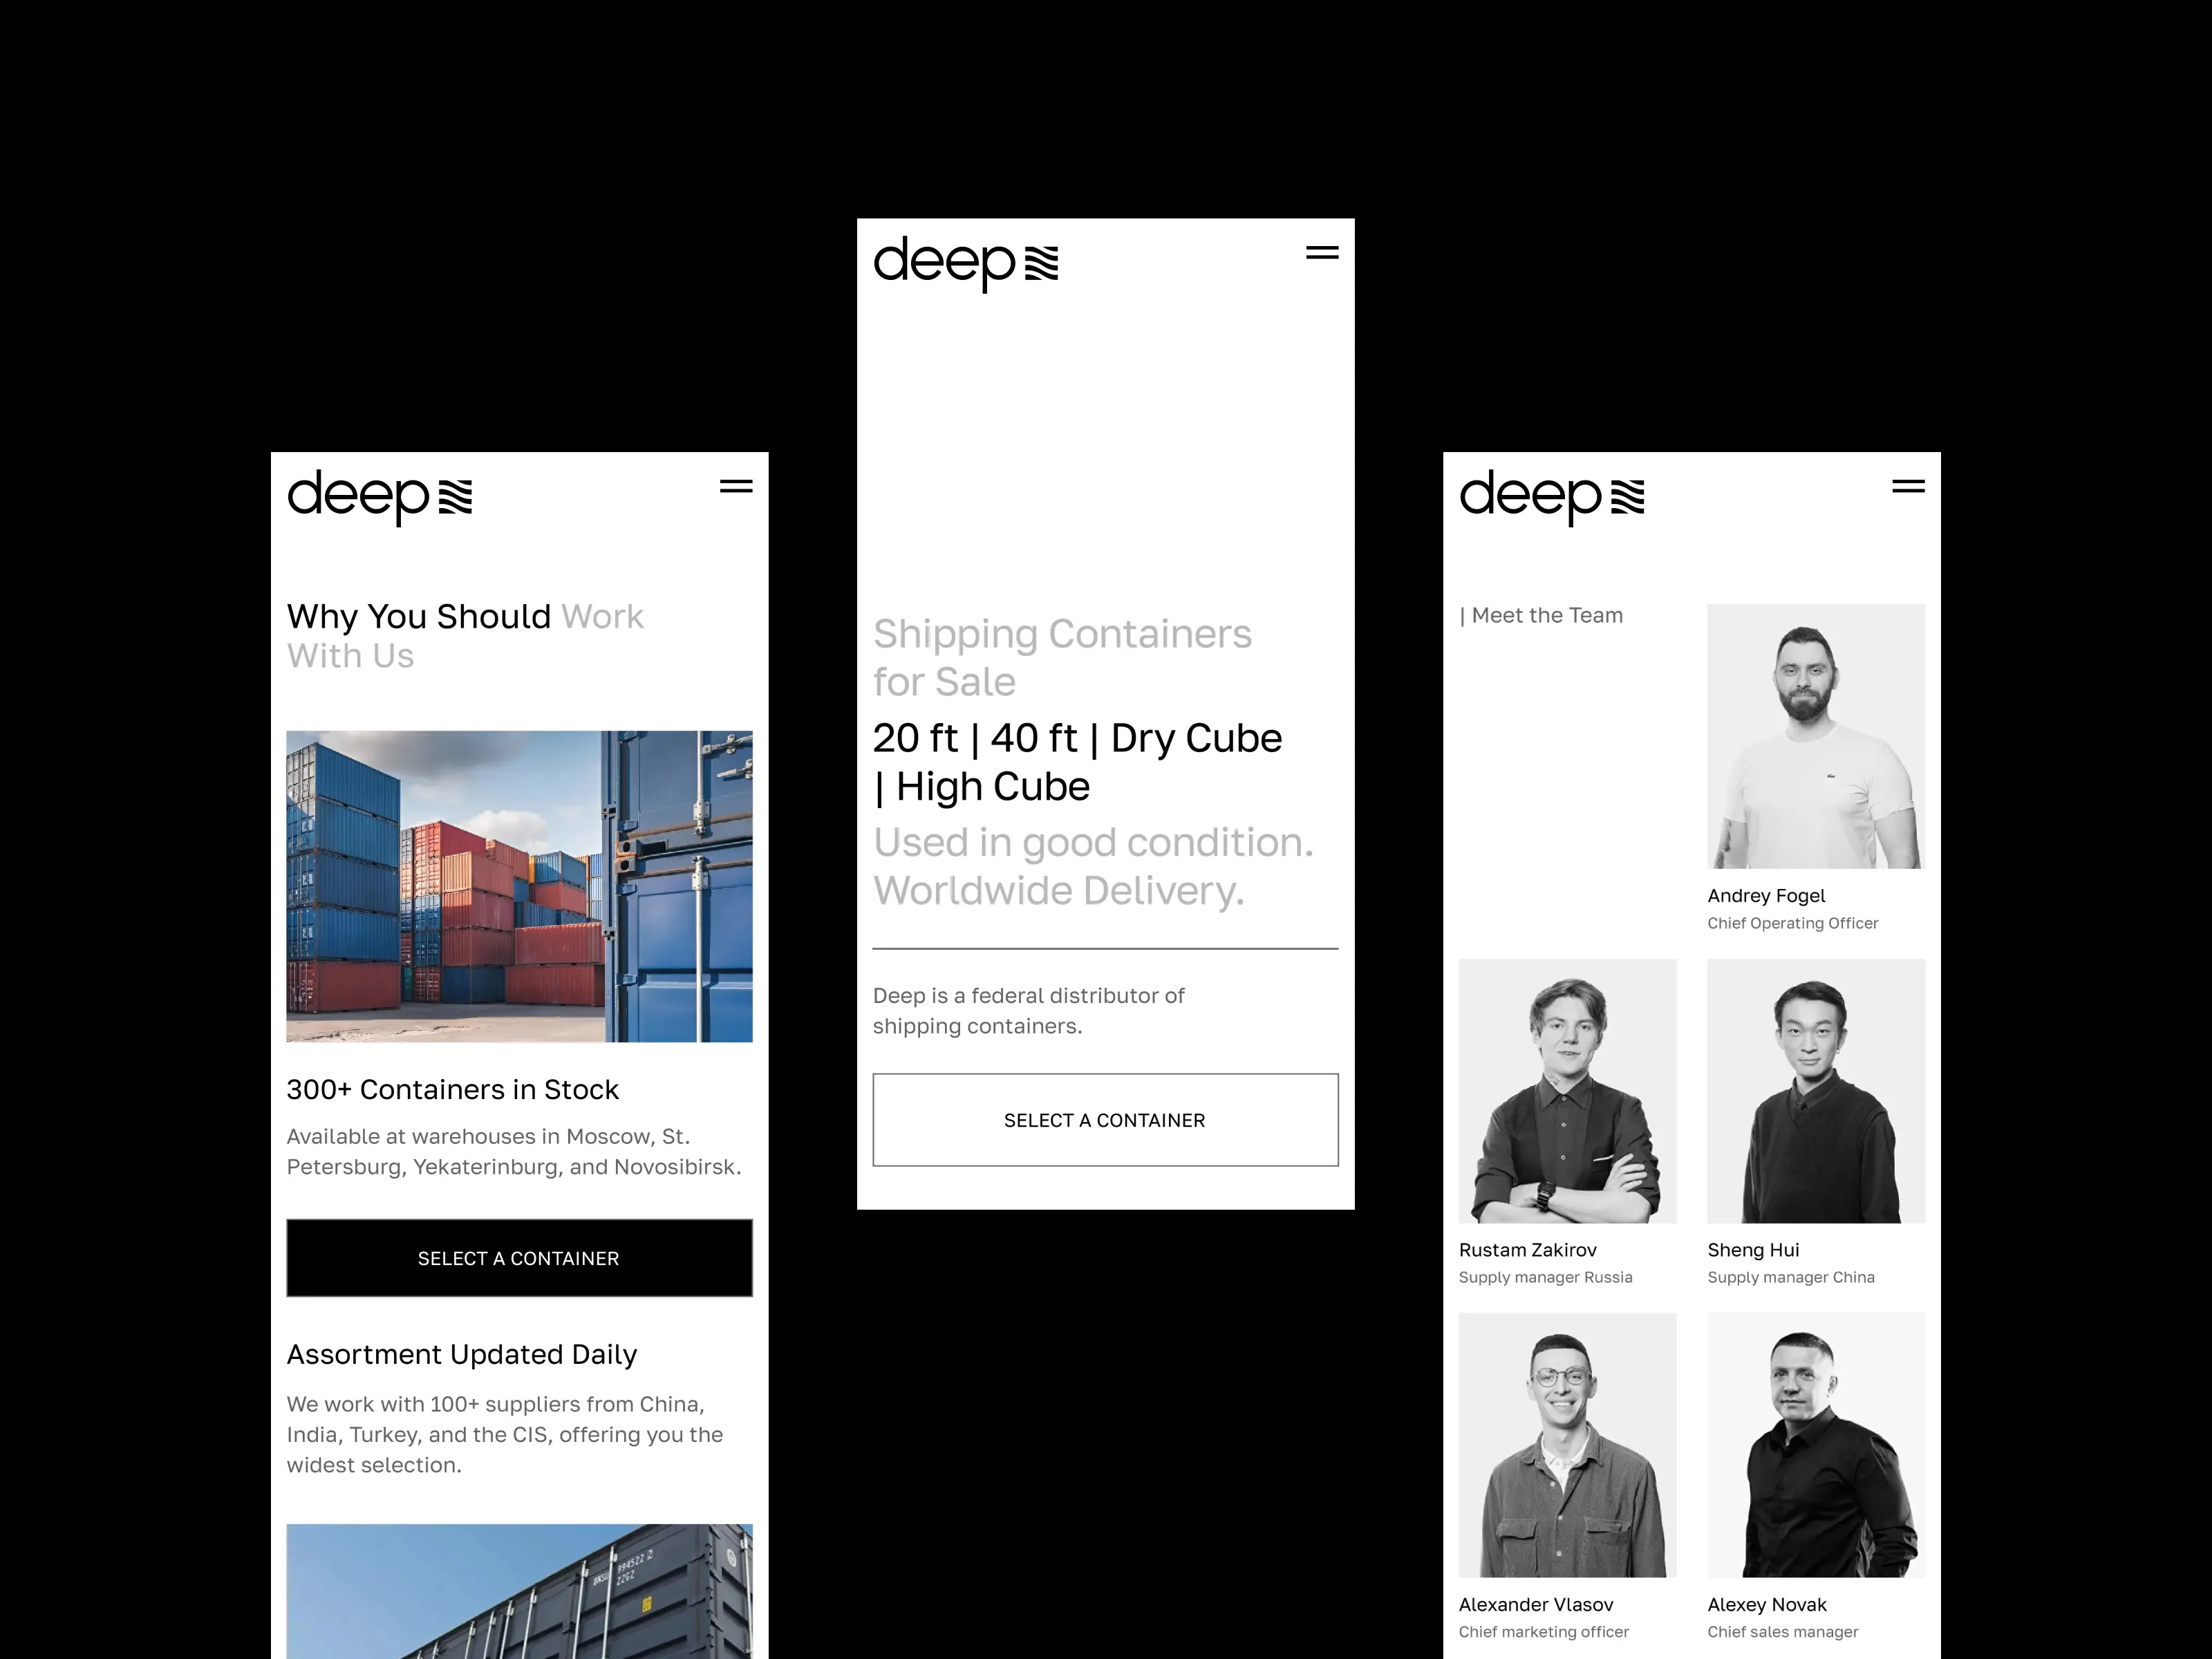 deep
Why You Should Work
With Us
300+ Containers in Stock
Available at warehouses in Moscow, St.
Petersburg, Yekaterinburg, and Novosibirsk.
SELECT A CONTAINER
Assortment Updated Daily
We work with 100+ suppliers from China,
India, Turkey, and the CIS, offering you the
widest selection.
994522 2
22G2
deep
Shipping Containers
for Sale
20 ft | 40 ft | Dry Cube
| High Cube
Used in good condition.
Worldwide Delivery.
Deep is a federal distributor of
shipping containers.
SELECT A CONTAINER
deep
| Meet the Team
Andrey Fogel
Chief Operating Officer
Rustam Zakirov
Supply manager Russia
Sheng Hui
Supply manager China
Alexander Vlasov
Chief marketing officer
Alexey Novak
Chief sales manager